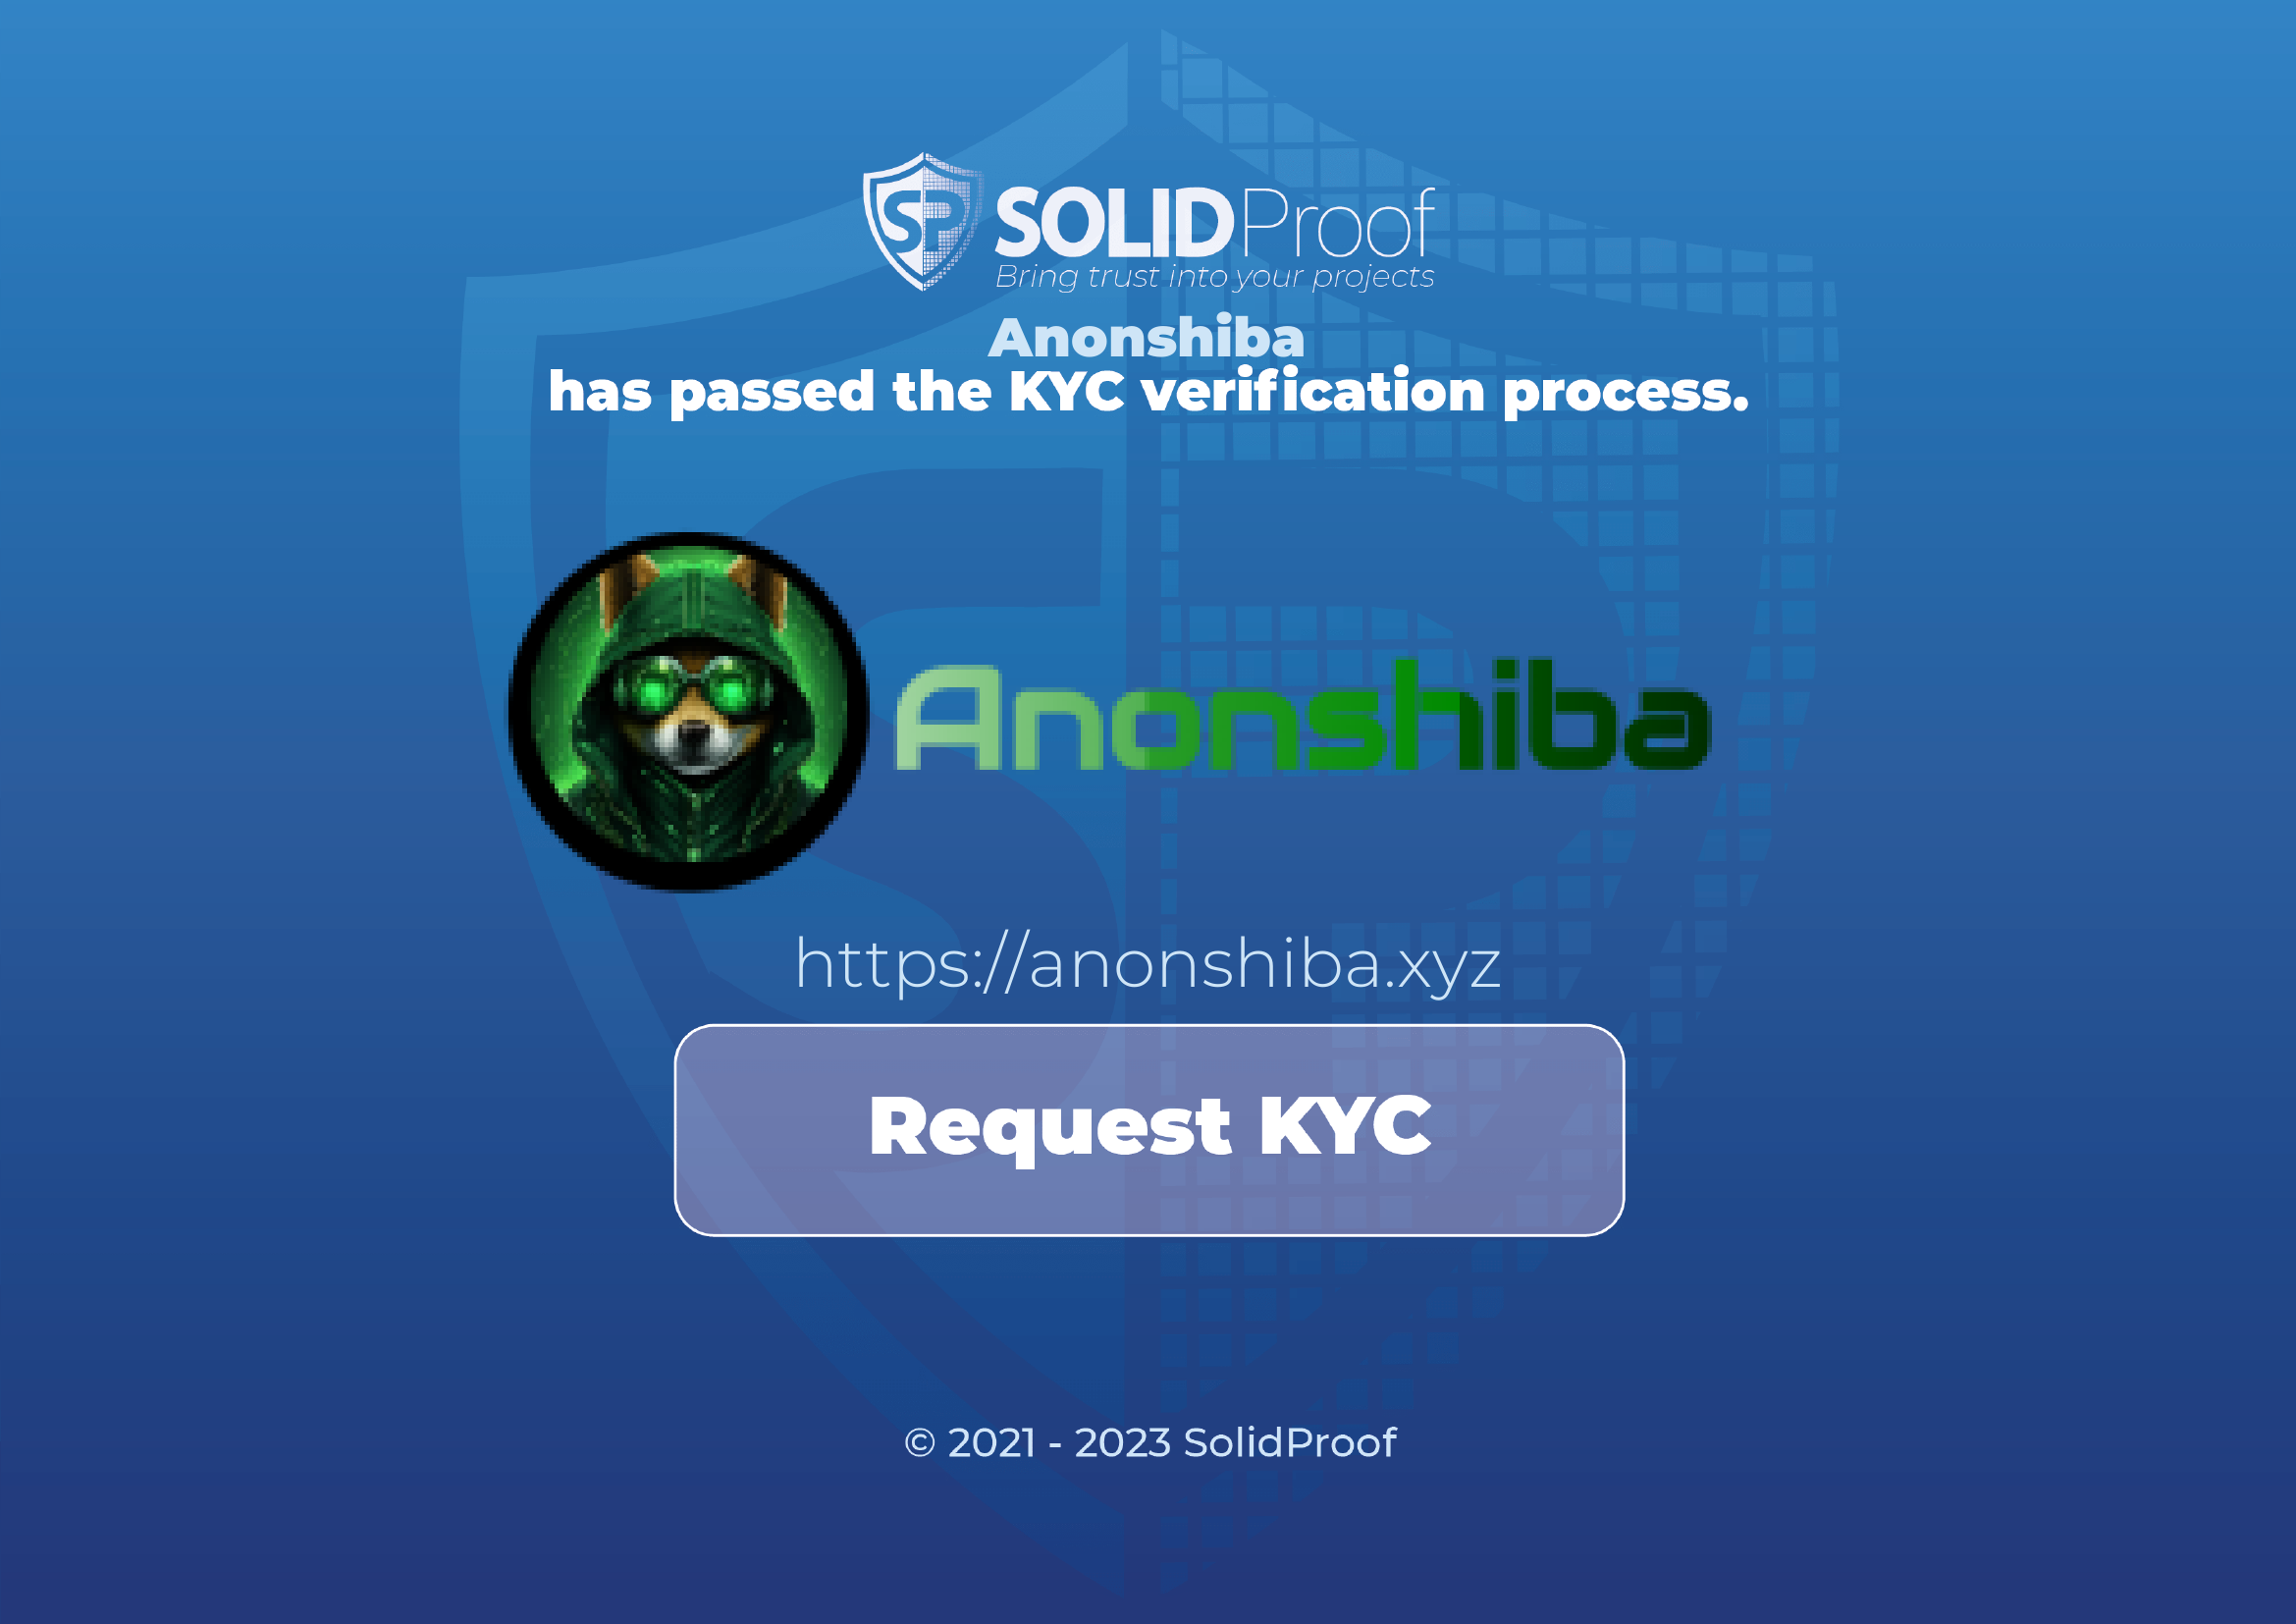 SP SOLIDProof
Bring trust into your projects
Anonshiba
has passed the KYC verification process.
Anonshiba
https://anonshiba.xyz
Request KYC
© 2021 - 2023 SolidProof